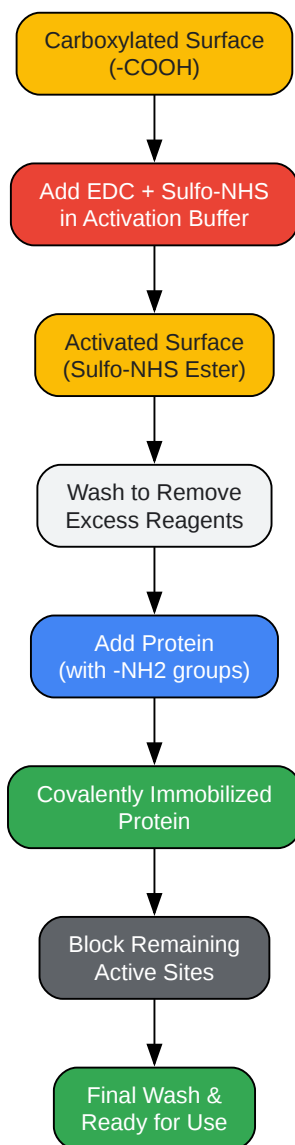 Carboxylated Surface
(-COOH)
Add EDC + Sulfo-NHS
in Activation Buffer
Activated Surface
(Sulfo-NHS Ester)
Wash to Remove
Excess Reagents
Add Protein
(with -NH2 groups)
Covalently Immobilized
Protein
Block Remaining
Active Sites
Final Wash &
Ready for Use